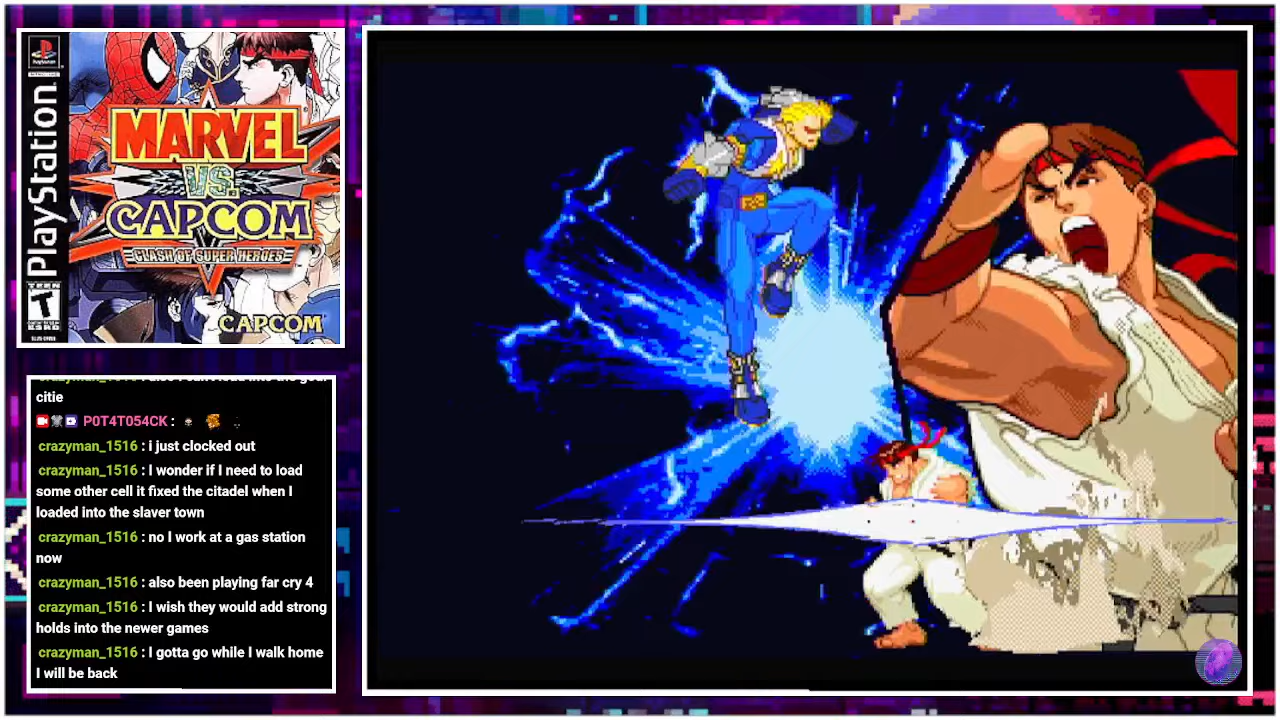 PlayStation
MARVEL
VS.
CAPCOM
CLASH OF SUPER HEROES
TEEN
T
ESRB
CAPCOM
citie
P0T4T054CK :
crazyman_1516 : i just clocked out
crazyman_1516 : I wonder if I need to load
some other cell it fixed the citadel when I
loaded into the slaver town
crazyman_1516 : no I work at a gas station
now
crazyman_1516 : also been playing far cry 4
crazyman_1516 : I wish they would add strong
holds into the newer games
crazyman_1516 : I gotta go while I walk home
I will be back